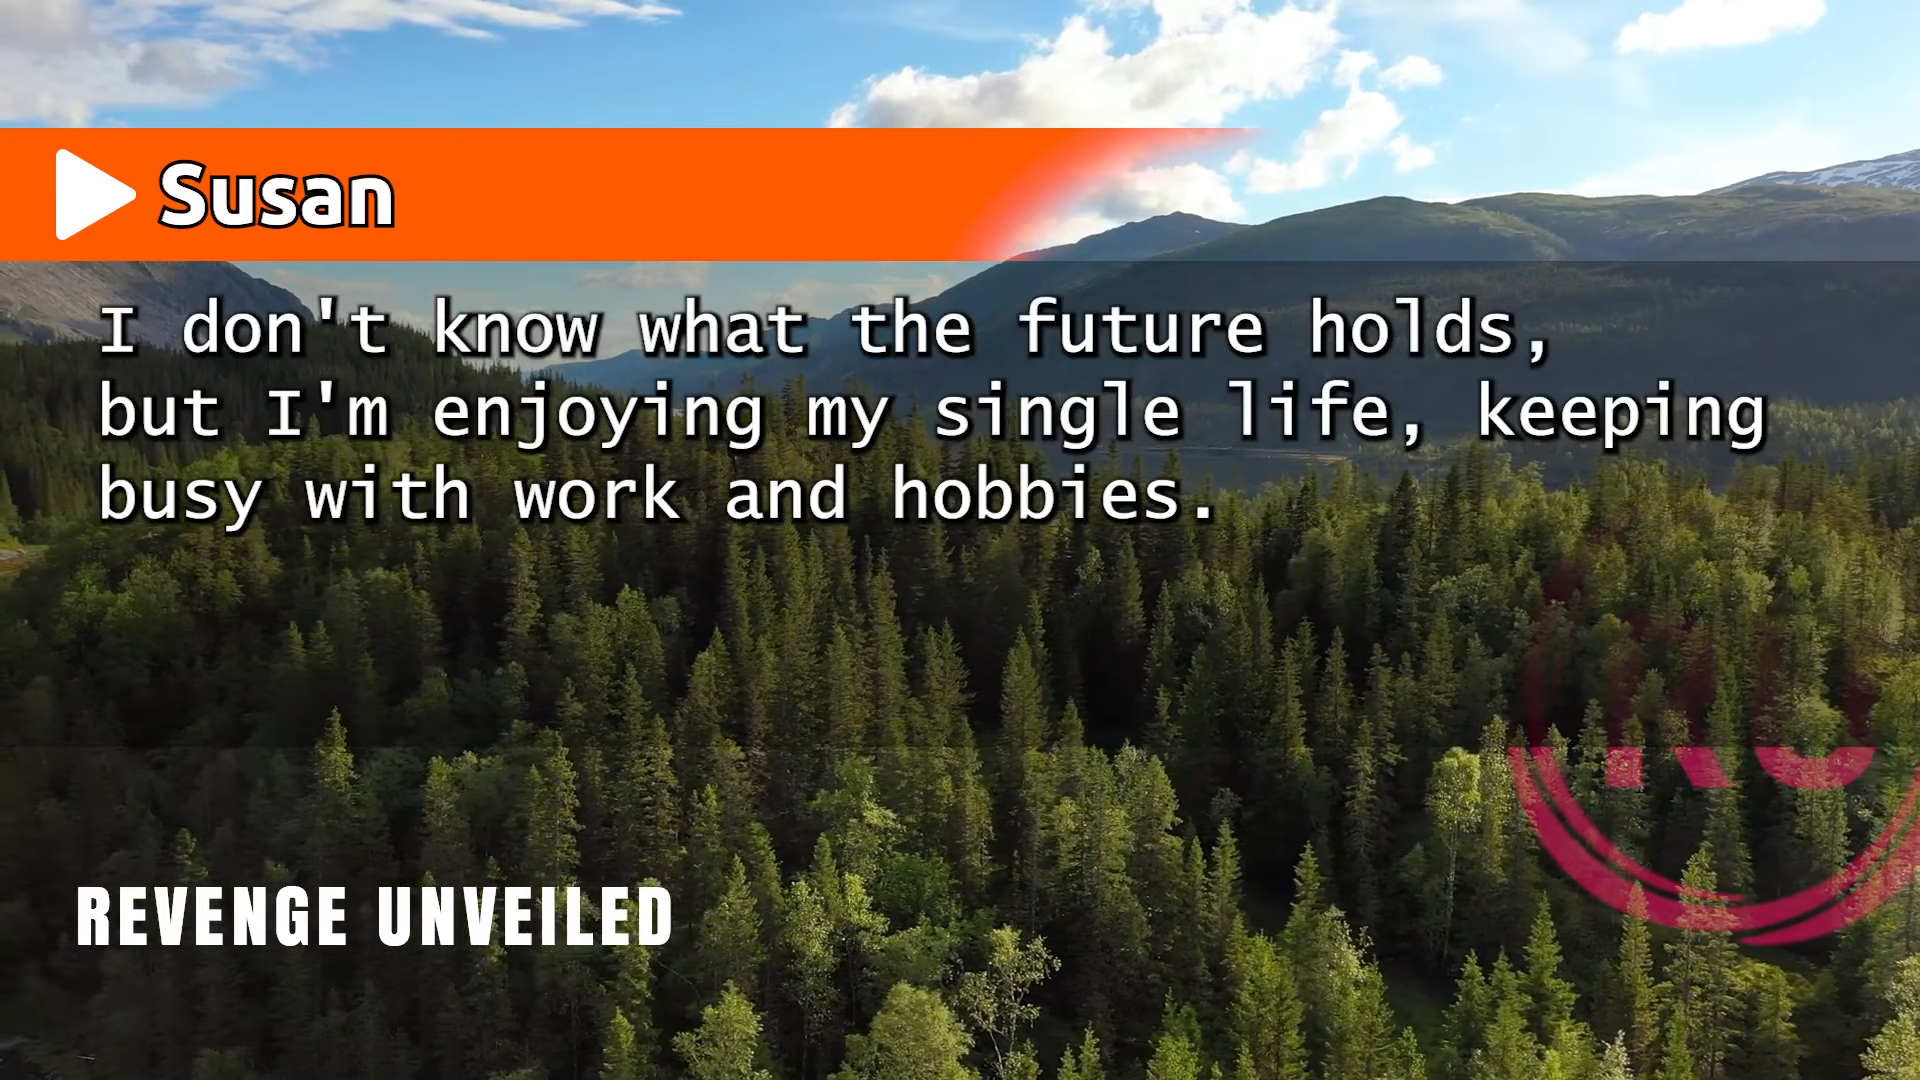 Susan
I don't know what the future holds,
but I'm enjoying my single life, keeping
busy with work and hobbies.
REVENGE UNVEILED